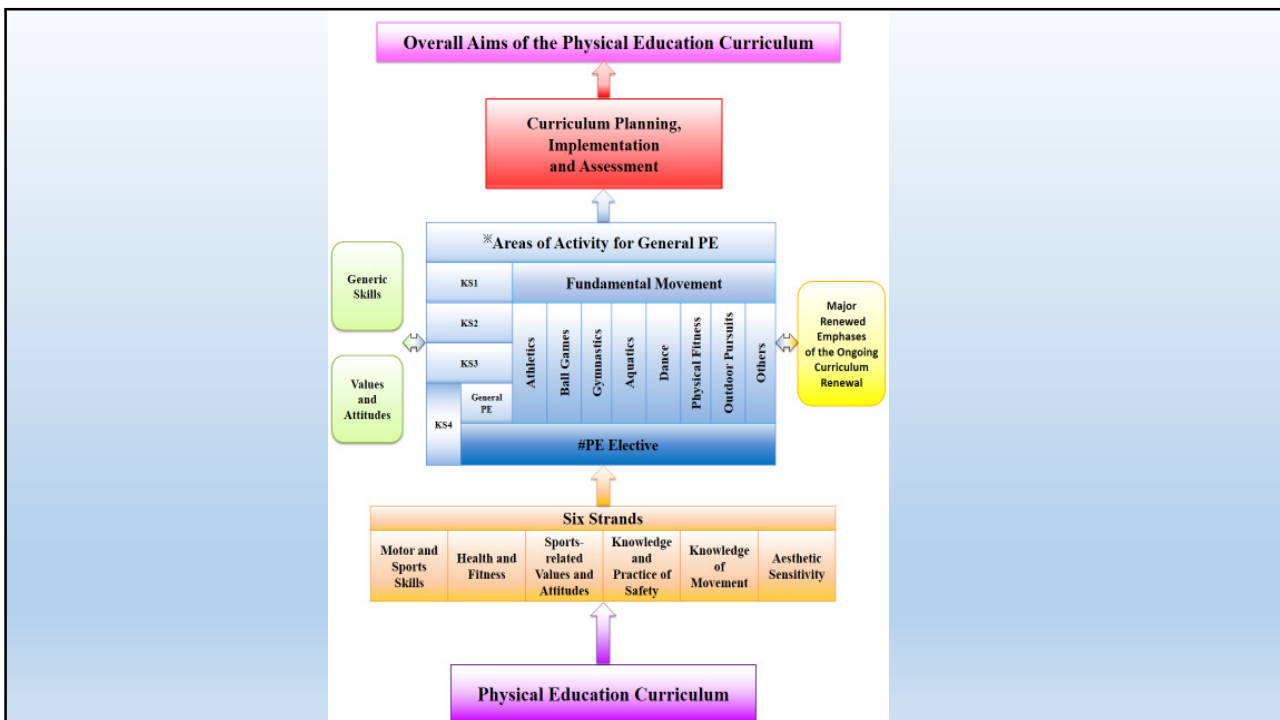 Overall Aims of the Physical Education Curriculum
Curriculum Planning,
Implementation
and Assessment
※Areas of Activity for General PE
Generic
Skills
Values
and
Attitudes
KS1
Fundamental Movement
KS2
KS3
KS4
General
PE
Athletics
Ball Games
Gymnastics
Aquatics
Dance
Physical Fitness
Outdoor Pursuits
Others
#PE Elective
Major
Renewed
Emphases
of the Ongoing
Curriculum
Renewal
Six Strands
Motor and
Sports
Skills
Health and
Fitness
Sports-
related
Values and
Attitudes
Knowledge
and
Practice of
Safety
Knowledge
of
Movement
Aesthetic
Sensitivity
Physical Education Curriculum